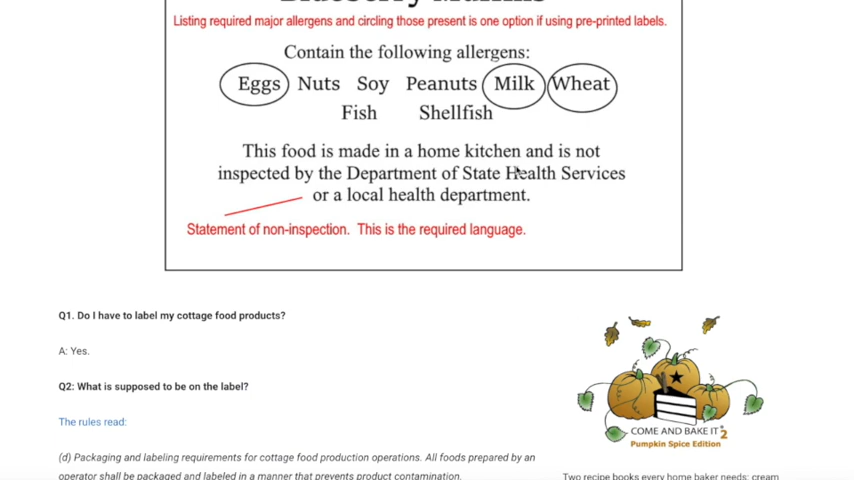 Blueberry Muffins
Listing required major allergens and circling those present is one option if using pre-printed labels.
Contain the following allergens:
Eggs Nuts Soy Peanuts Milk Wheat
Fish Shellfish
This food is made in a home kitchen and is not
inspected by the Department of State Health Services
or a local health department.
Statement of non-inspection. This is the required language.
Q1. Do I have to label my cottage food products?
A: Yes.
Q2: What is supposed to be on the label?
The rules read:
(d) Packaging and labeling requirements for cottage food production operations. All foods prepared by an
operator shall be packaged and labeled in a manner that prevents product contamination.
COME AND BAKE IT 2
Pumpkin Spice Edition
Two recipe books every home baker needs: cream